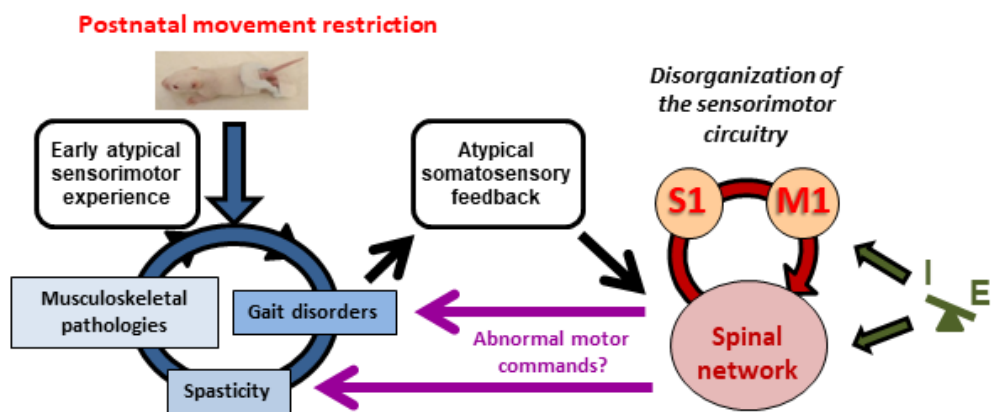 Postnatal movement restriction
Disorganization of
the sensorimotor
circuitry
Early atypical
sensorimotor
experience
Atypical
somatosensory
feedback
S1
M1
Musculoskeletal
pathologies
Gait disorders
I
E
Abnormal motor
commands?
Spinal
network
Spasticity